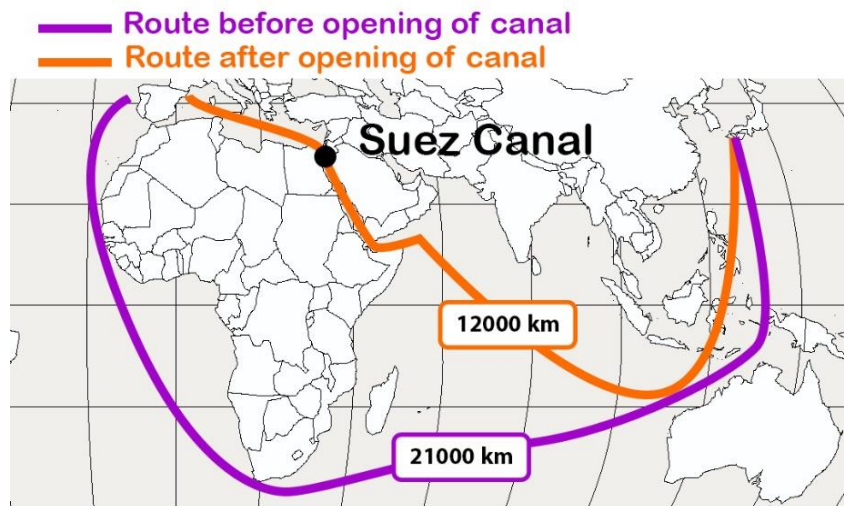 Route before opening of canal
Route after opening of canal
Suez Canal
12000 km
21000 km